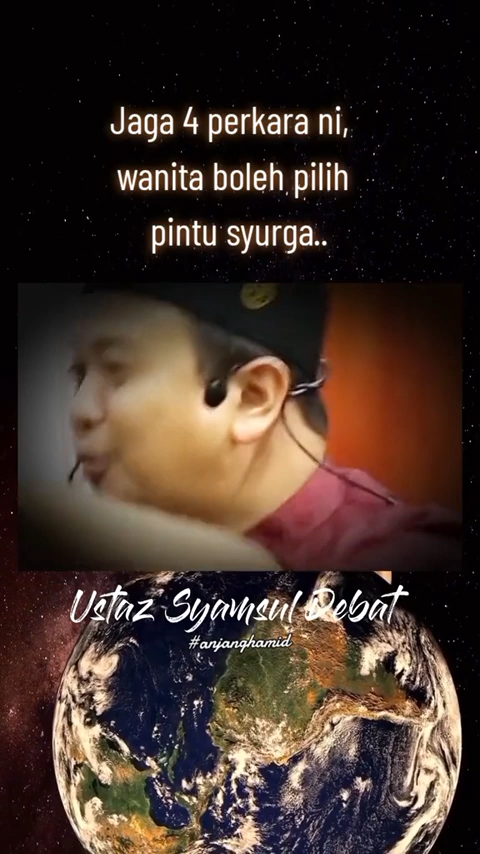 Jaga 4 perkara ni,
wanita boleh pilih
pintu syurga..
Ustaz Syamsul Debat
#anjanghamid